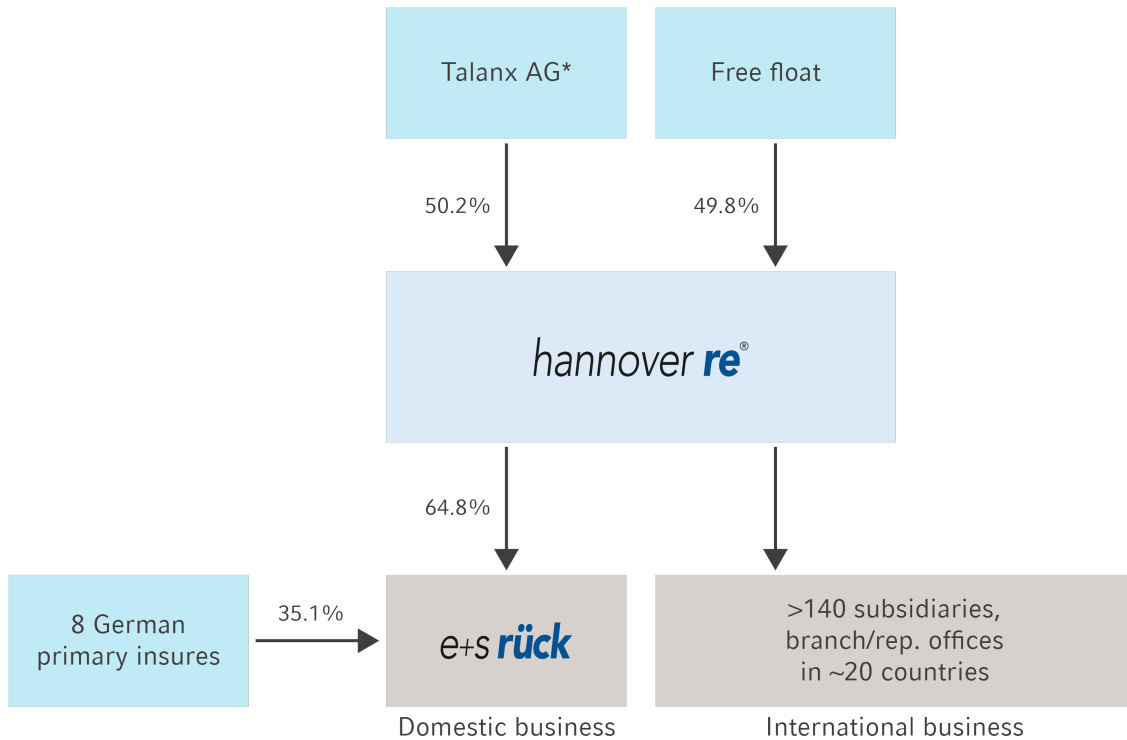 Talanx AG*
Free float
50.2%
49.8%
hannover re®
64.8%
8 German
primary insures
35.1%
e+s rück
>140 subsidiaries,
branch/rep. offices
in ~20 countries
Domestic business
International business